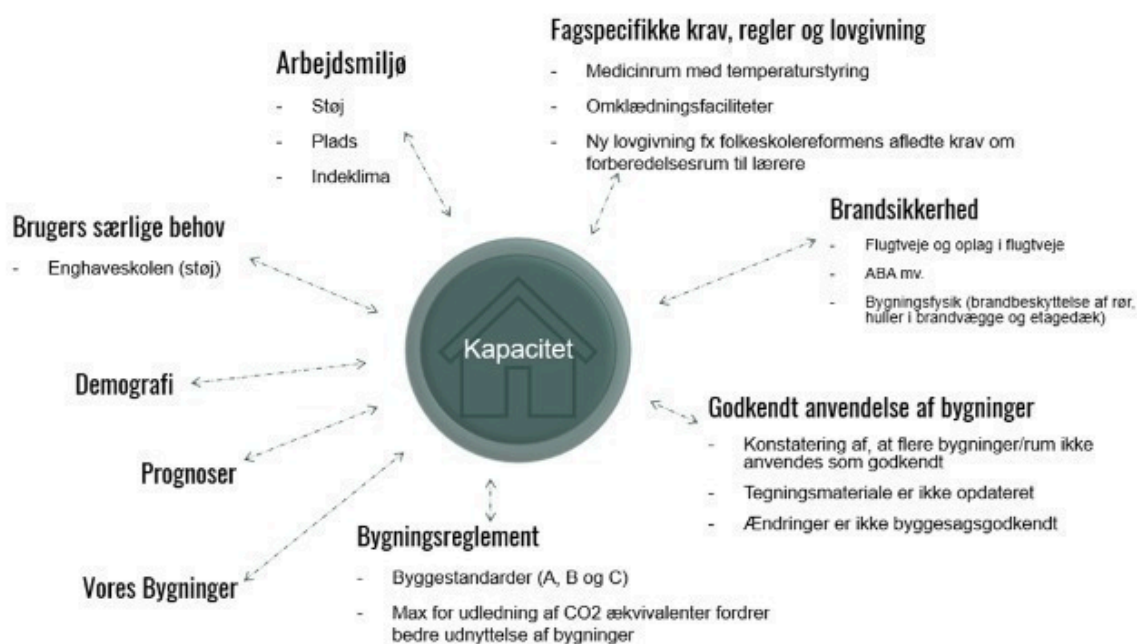 Arbejdsmiljø
- Støj
- Plads
- Indeklima
Fagspecifikke krav, regler og lovgivning
- Medicinrum med temperaturstyring
- Omklædningsfaciliteter
- Ny lovgivning fx folkeskolereformens afledte krav om
forberedelsesrum til lærere
Brugers særlige behov
- Enghaveskolen (støj)
Brandsikkerhed
- Flugtveje og oplag i flugtveje
- ABA mv.
- Bygningsfysik (brandbeskyttelse af rør,
huller i brandvægge og etagedæk)
Kapacitet
Demografi
Godkendt anvendelse af bygninger
- Konstatering af, at flere bygninger/rum ikke
anvendes som godkendt
- Tegningsmateriale er ikke opdateret
- Ændringer er ikke byggesagsgodkendt
Prognoser
Bygningsreglement
- Byggestandarder (A, B og C)
- Max for udledning af CO2 ækvivalenter fordrer
bedre udnyttelse af bygninger
Vores Bygninger